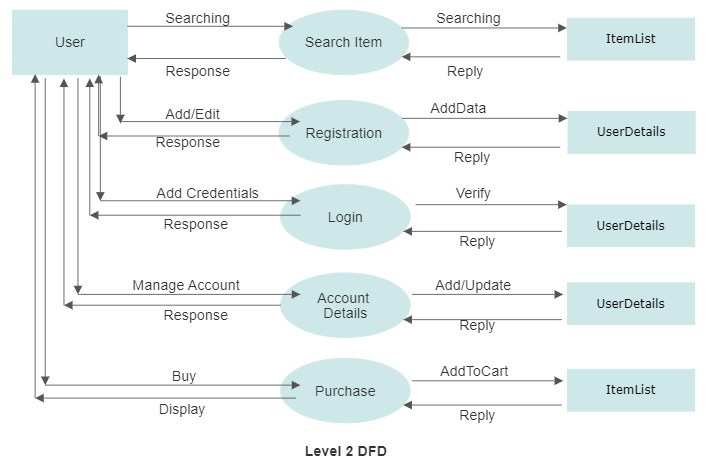 Searching
Searching
User
Search Item
ItemList
Response
Reply
Add/Edit
AddData
Registration
UserDetails
Response
Reply
Add Credentials
Verify
Login
UserDetails
Response
Reply
Manage Account
Add/Update
Account
Details
UserDetails
Response
Reply
Buy
AddToCart
Purchase
ItemList
Display
Reply
Level 2 DFD